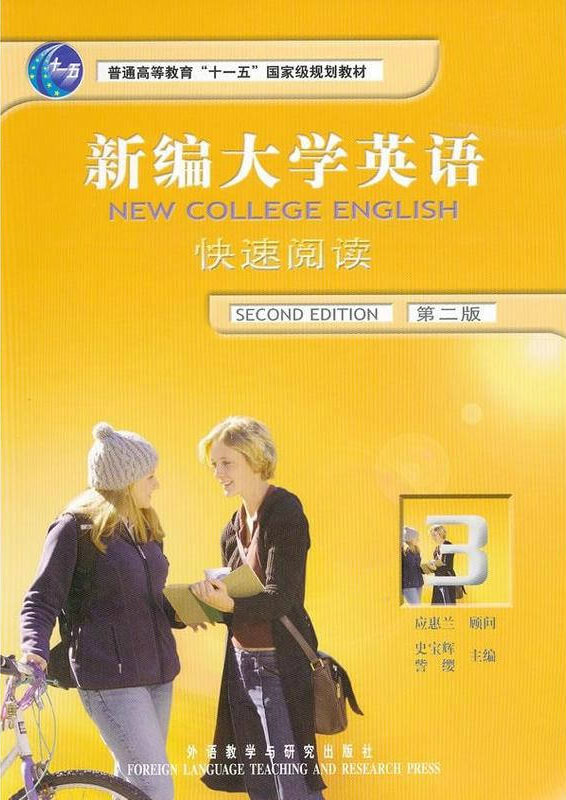 十一五
普通高等教育“十一五”国家级规划教材
新编大学英语
NEW COLLEGE ENGLISH
快速阅读
SECOND EDITION 第二版
3
应惠兰 顾问
史宝辉 主编
訾缨
外语教学与研究出版社
FOREIGN LANGUAGE TEACHING AND RESEARCH PRESS